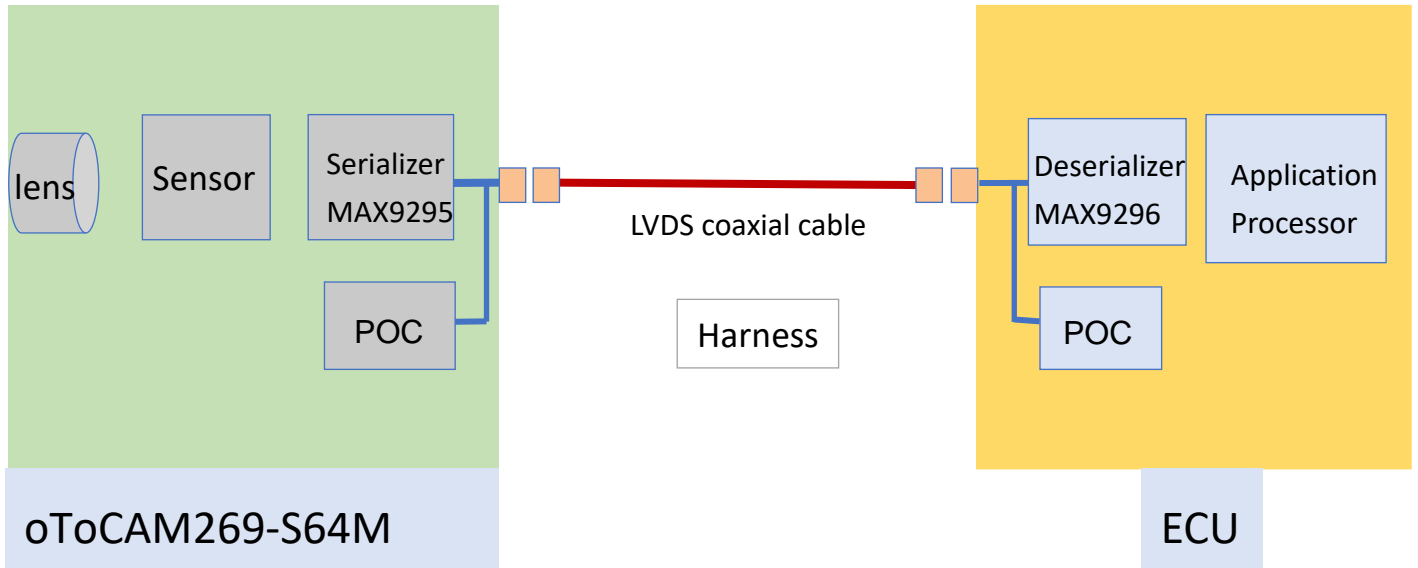 lens
Sensor
Serializer
MAX9295
POC
oToCAM269-S64M
LVDS coaxial cable
Harness
Deserializer
MAX9296
Application
Processor
POC
ECU